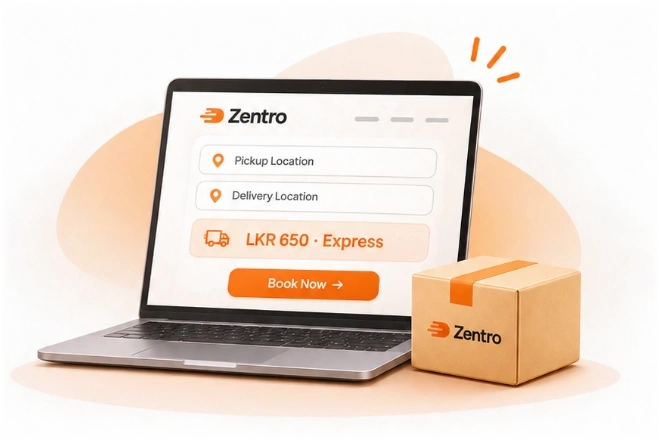 Zentro
Pickup Location
Delivery Location
LKR 650 · Express
Book Now →
Zentro